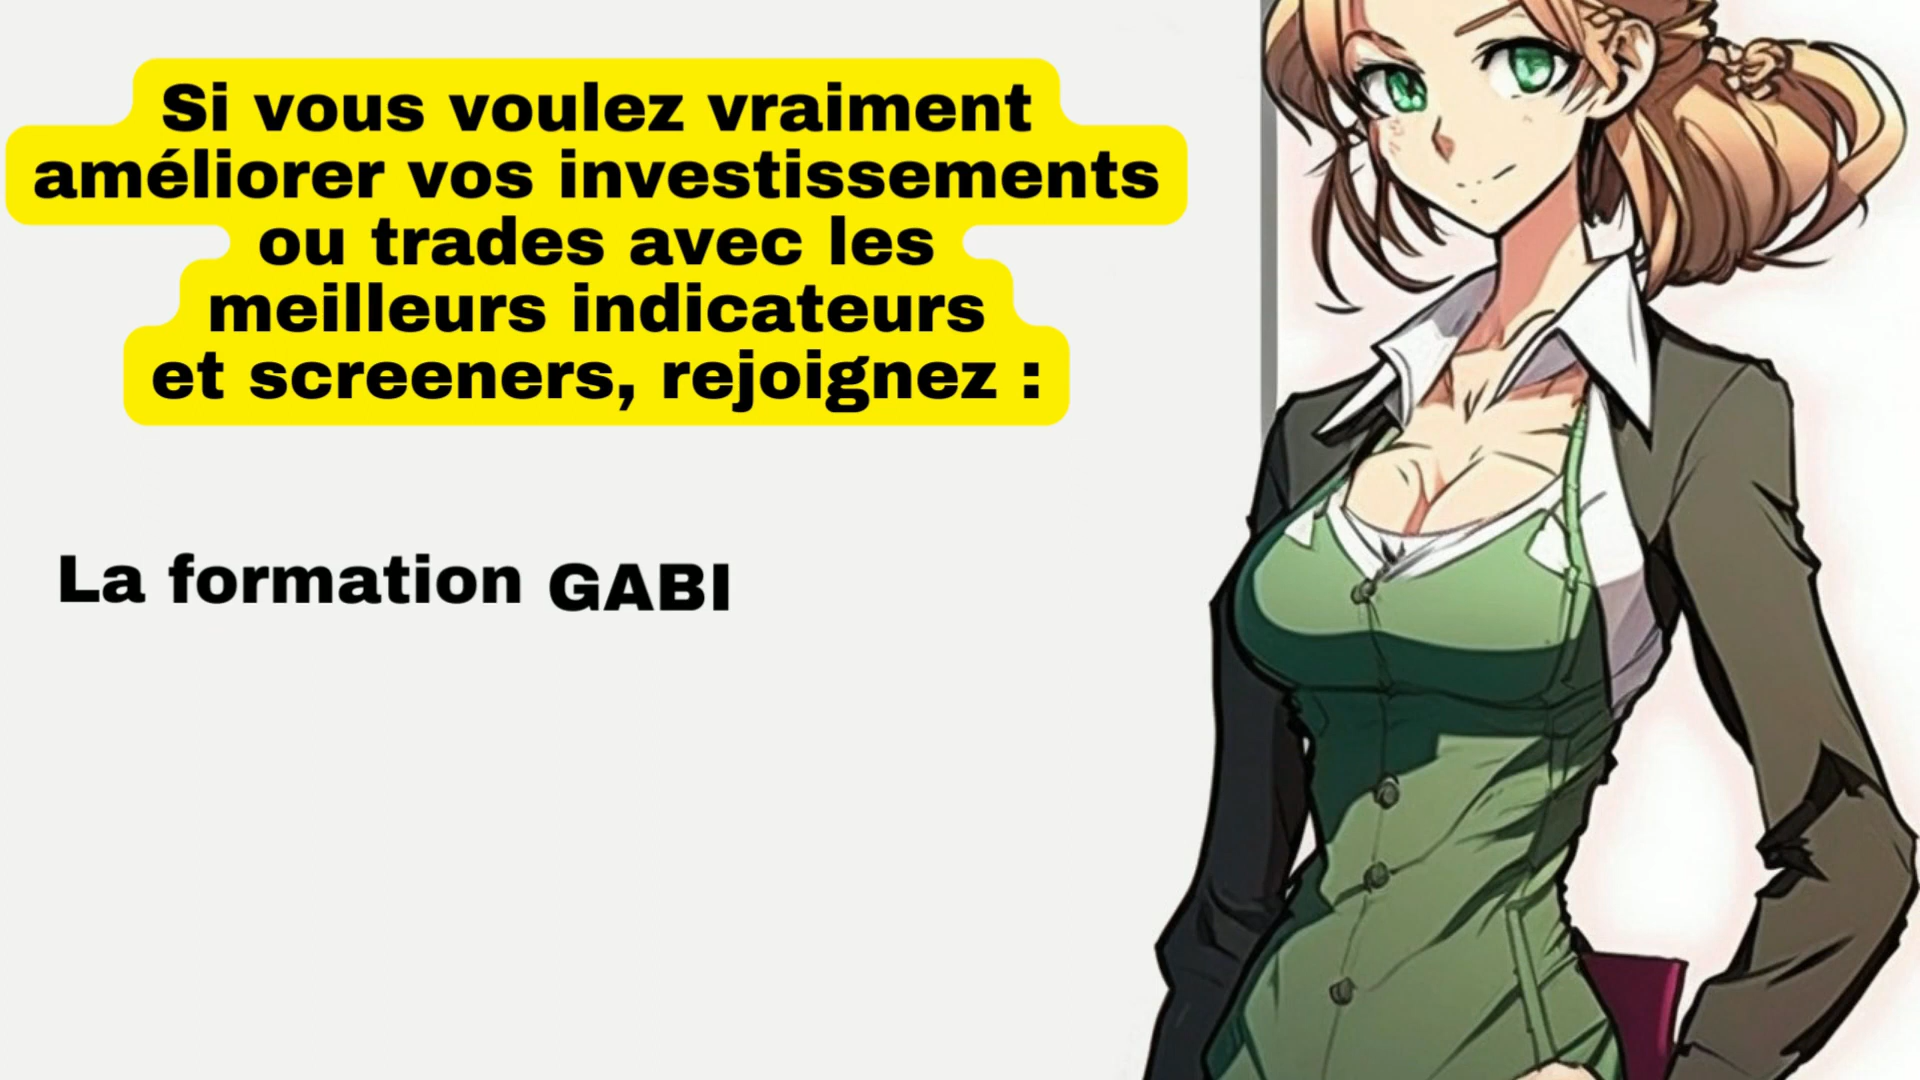 Si vous voulez vraiment
améliorer vos investissements
ou trades avec les
meilleurs indicateurs
et screeners, rejoignez :
La formation GABI